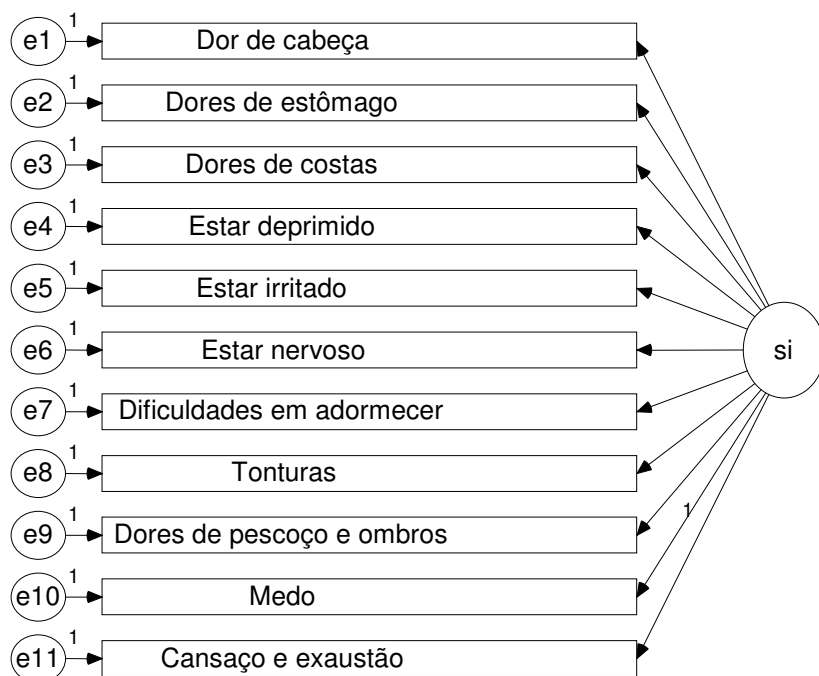 1
e1 Dor de cabeça
1
e2 Dores de estômago
1
e3 Dores de costas
1
e4 Estar deprimido
1
e5 Estar irritado
1
e6 Estar nervoso
si
1
e7 Dificuldades em adormecer
1
e8 Tonturas
1
1
e9 Dores de pescoço e ombros
1
e10 Medo
1
e11 Cansaço e exaustão